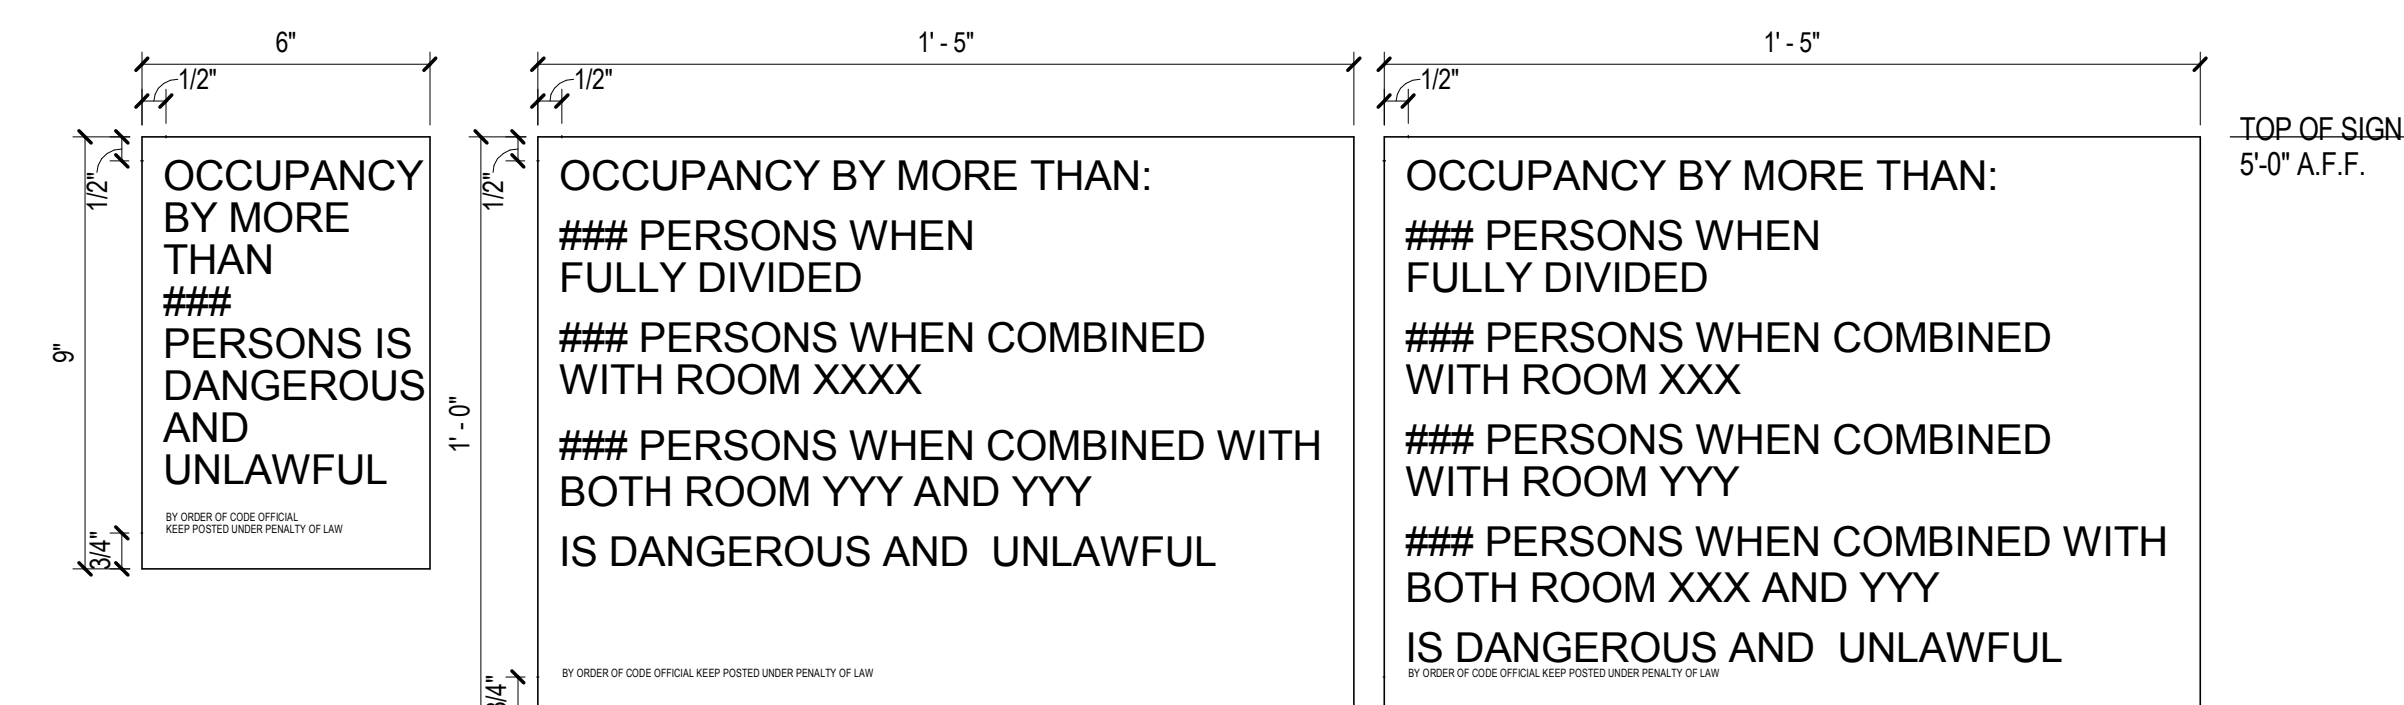 6"
1/2"
1/2"
9"
3/4"
OCCUPANCY
BY MORE
THAN
###
PERSONS IS
DANGEROUS
AND
UNLAWFUL
BY ORDER OF CODE OFFICIAL
KEEP POSTED UNDER PENALTY OF LAW
1' - 5"
1/2"
1/2"
1' - 0"
3/4"
OCCUPANCY BY MORE THAN:
### PERSONS WHEN
FULLY DIVIDED
### PERSONS WHEN COMBINED
WITH ROOM XXXX
### PERSONS WHEN COMBINED WITH
BOTH ROOM YYY AND YYY
IS DANGEROUS AND  UNLAWFUL
BY ORDER OF CODE OFFICIAL KEEP POSTED UNDER PENALTY OF LAW
1' - 5"
1/2"
OCCUPANCY BY MORE THAN:
### PERSONS WHEN
FULLY DIVIDED
### PERSONS WHEN COMBINED
WITH ROOM XXX
### PERSONS WHEN COMBINED
WITH ROOM YYY
### PERSONS WHEN COMBINED WITH
BOTH ROOM XXX AND YYY
IS DANGEROUS AND  UNLAWFUL
BY ORDER OF CODE OFFICIAL KEEP POSTED UNDER PENALTY OF LAW
TOP OF SIGN
5'-0" A.F.F.